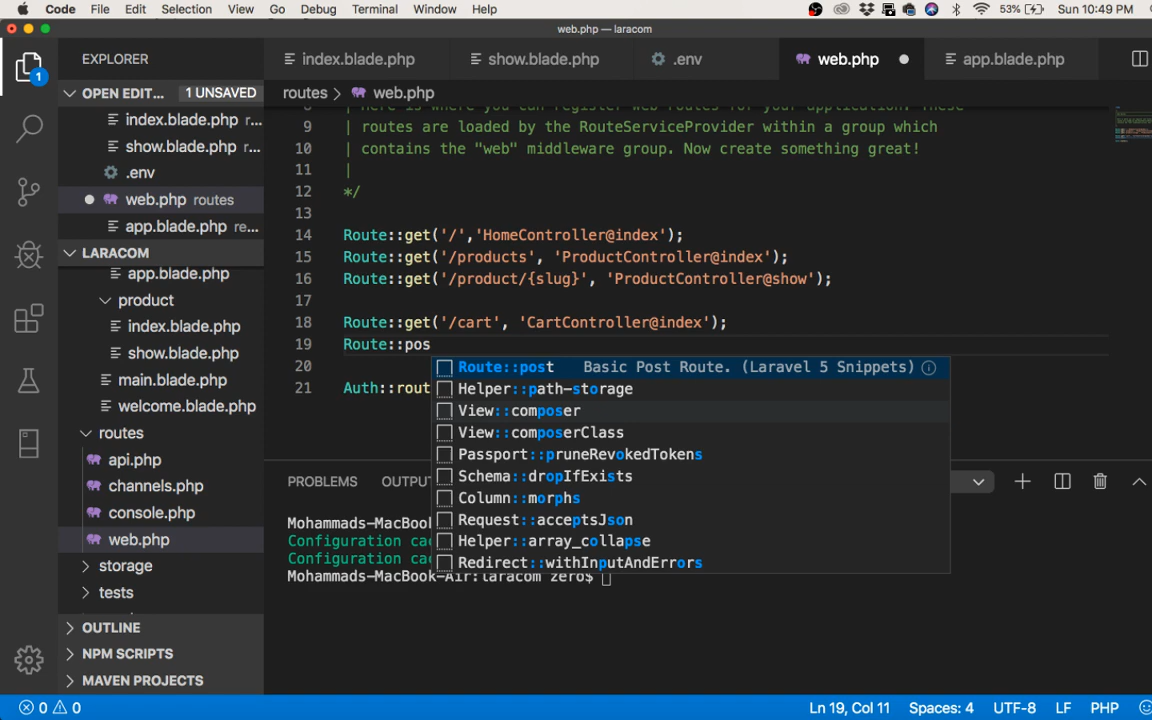 Code File Edit Selection View Go Debug Terminal Window Help 53% Sun 10:49 PM
web.php — laracom
EXPLORER
index.blade.php show.blade.php .env web.php app.blade.php
OPEN EDIT... 1 UNSAVED
routes > web.php
index.blade.php r...
show.blade.php r...
.env
web.php routes
app.blade.php re...
LARACOM
app.blade.php
product
index.blade.php
show.blade.php
main.blade.php
welcome.blade.php
routes
api.php
channels.php
console.php
web.php
storage
tests
OUTLINE
NPM SCRIPTS
MAVEN PROJECTS
1
8 | Here is where you can register web routes for your application. These
9 | routes are loaded by the RouteServiceProvider within a group which
10 | contains the "web" middleware group. Now create something great!
11 |
12 */
13
14 Route::get('/','HomeController@index');
15 Route::get('/products', 'ProductController@index');
16 Route::get('/product/{slug}', 'ProductController@show');
17
18 Route::get('/cart', 'CartController@index');
19 Route::pos
20
21 Auth::rout
Route::post Basic Post Route. (Laravel 5 Snippets)
Helper::path-storage
View::composer
View::composerClass
Passport::pruneRevokedTokens
Schema::dropIfExists
Column::morphs
Request::acceptsJson
Helper::array_collapse
Redirect::withInputAndErrors
PROBLEMS OUTPU
Mohammads-MacBook
Configuration cac
Configuration cac
Mohammads-MacBook-Air:laracom zero$
0 0 Ln 19, Col 11 Spaces: 4 UTF-8 LF PHP